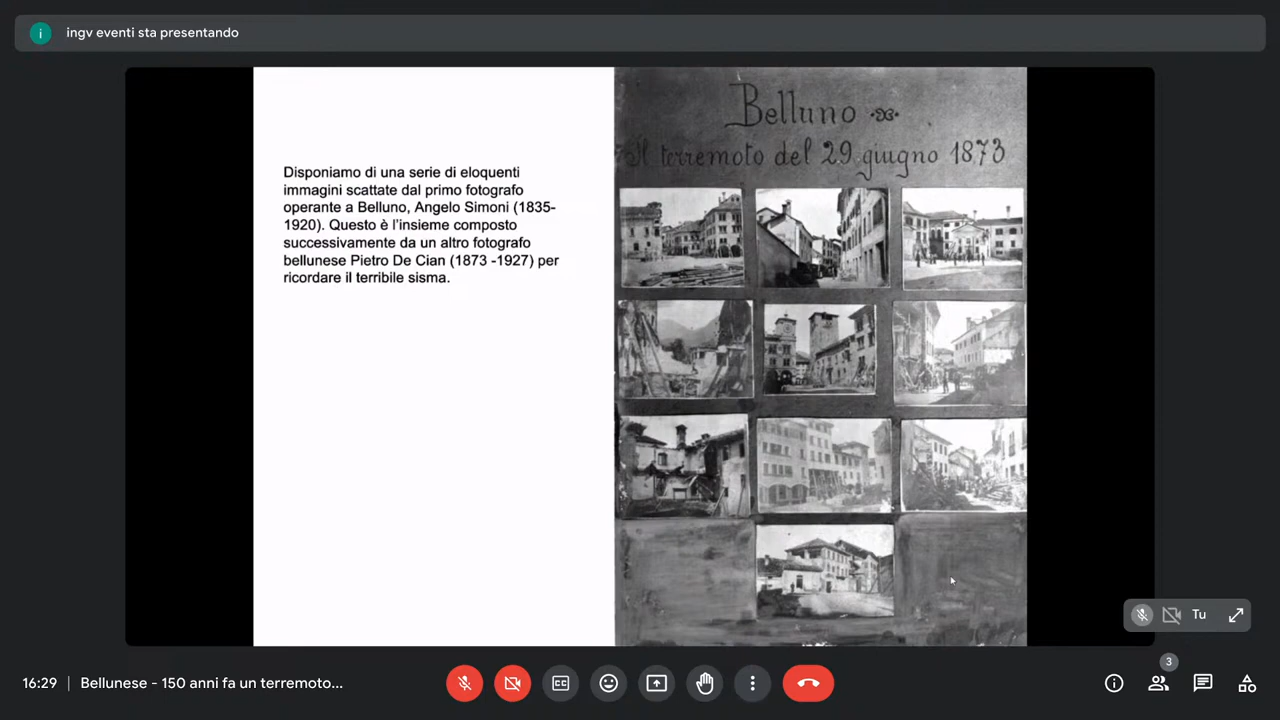 i ingv eventi sta presentando
Disponiamo di una serie di eloquenti
immagini scattate dal primo fotografo
operante a Belluno, Angelo Simoni (1835-
1920). Questo è l'insieme composto
successivamente da un altro fotografo
bellunese Pietro De Cian (1873 -1927) per
ricordare il terribile sisma.
Belluno
Il terremoto del 29 giugno 1873
Tu
3
16:29 | Bellunese - 150 anni fa un terremoto...
CC